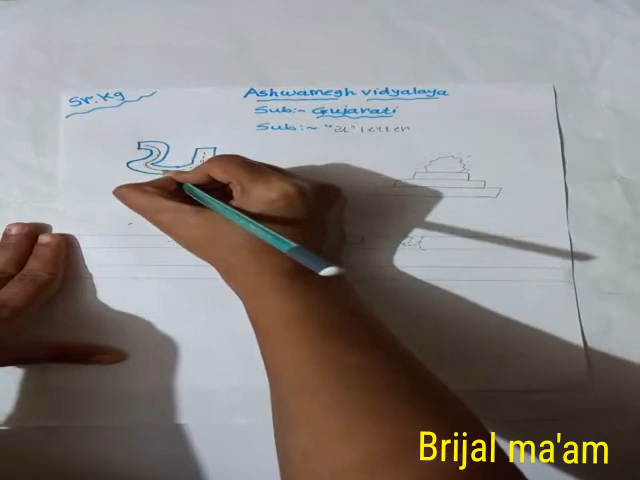 Sr.Kg
Ashwamegh vidyalaya
Sub:- Gujarati
Sub:~ "ય" letter
ય
ય
Brijal ma'am